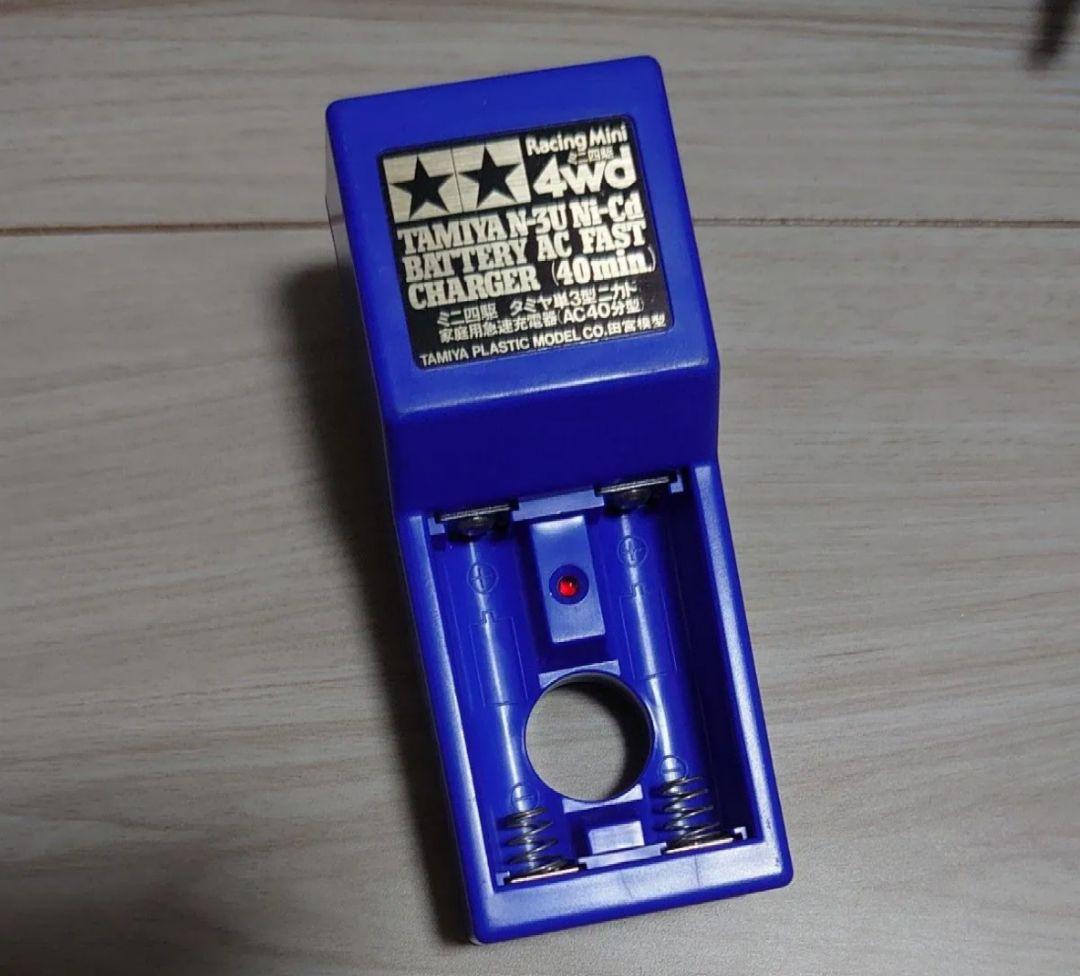 Racing Mini
ミニ四駆
4wd
TAMIYA N-3U Ni-Cd
BATTERY AC FAST
CHARGER (40min.)
ミニ四駆 タミヤ単3型ニカド
家庭用急速充電器(AC40分型)
TAMIYA PLASTIC MODEL CO.田宮模型
+
+
-
-